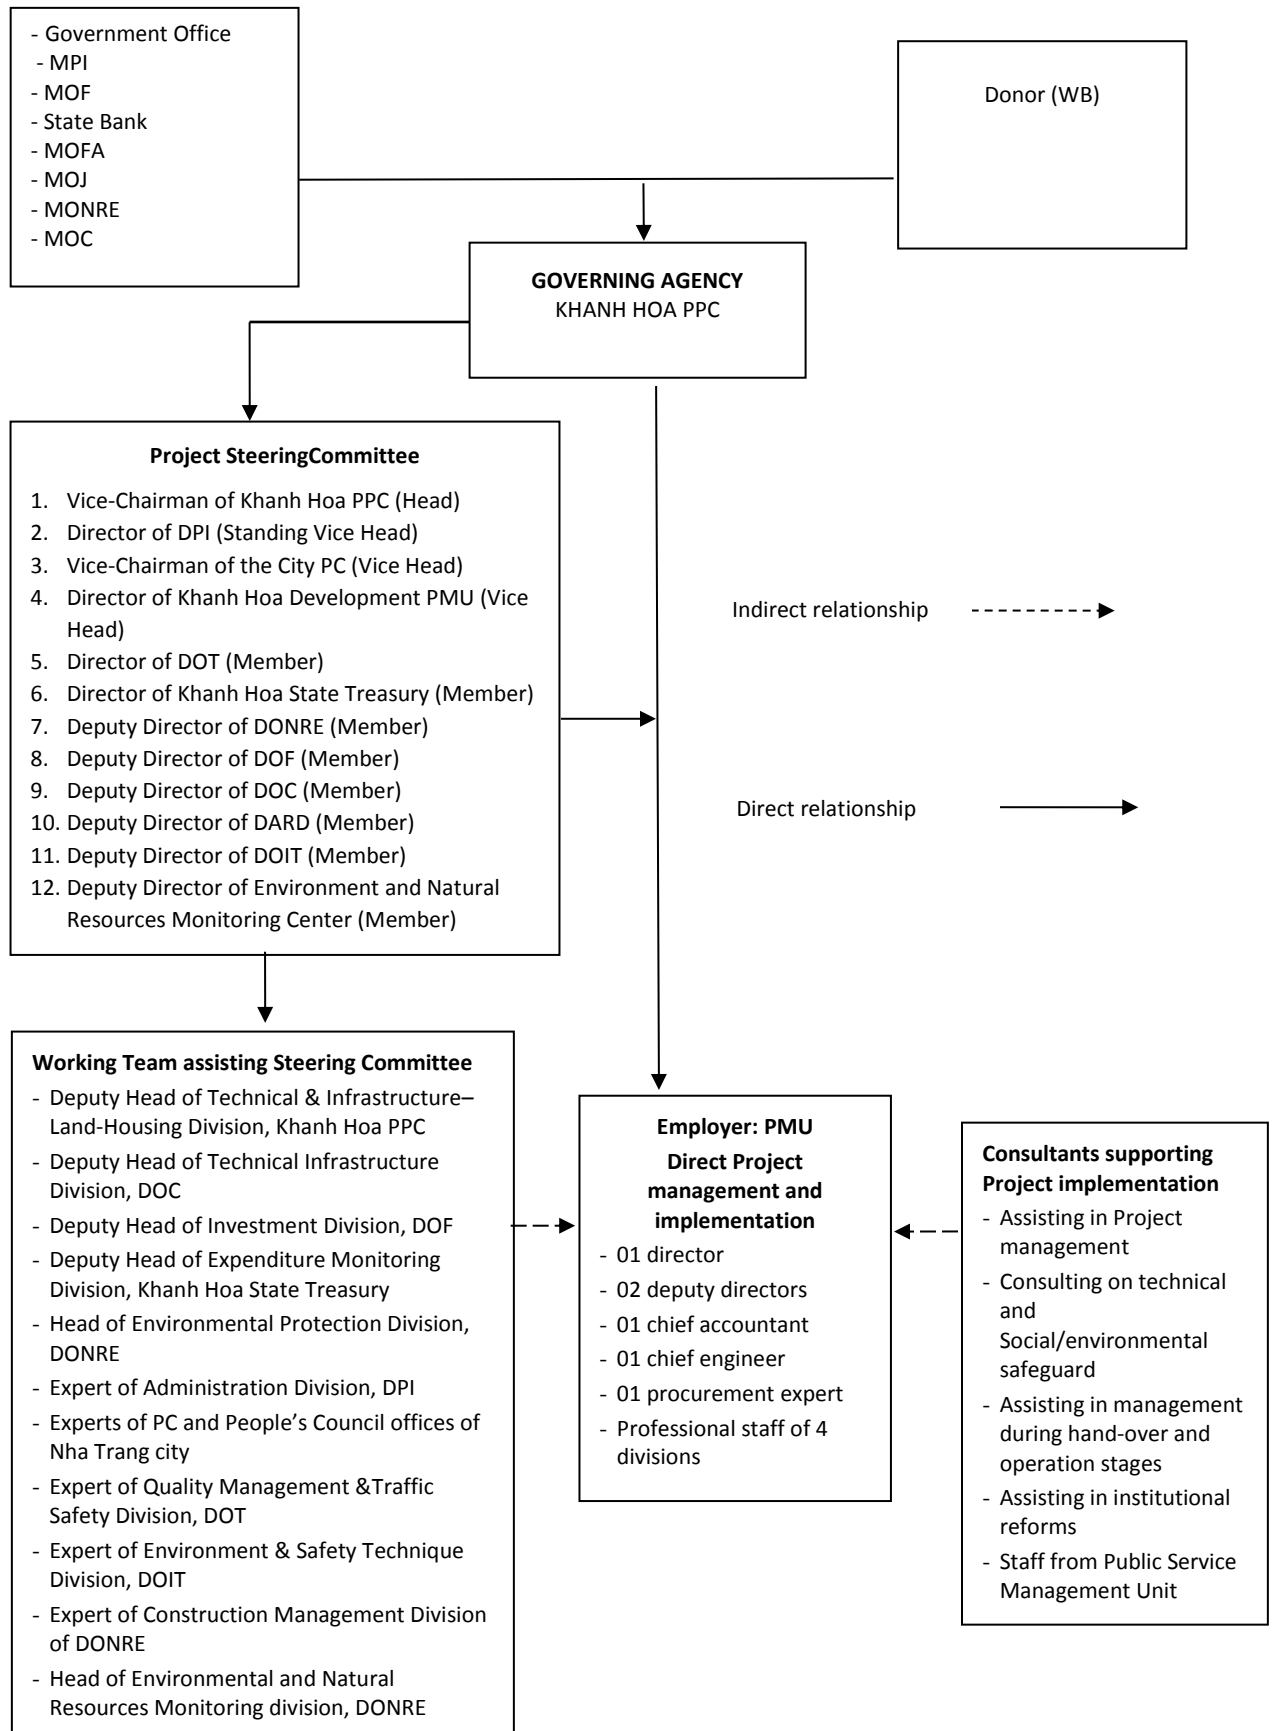 - Government Office
- MPI
- MOF
- State Bank
- MOFA
- MOJ
- MONRE
- MOC
Donor (WB)
GOVERNING AGENCY
KHANH HOA PPC
Project SteeringCommittee
1. Vice-Chairman of Khanh Hoa PPC (Head)
2. Director of DPI (Standing Vice Head)
3. Vice-Chairman of the City PC (Vice Head)
4. Director of Khanh Hoa Development PMU (Vice
Head)
5. Director of DOT (Member)
6. Director of Khanh Hoa State Treasury (Member)
7. Deputy Director of DONRE (Member)
8. Deputy Director of DOF (Member)
9. Deputy Director of DOC (Member)
10. Deputy Director of DARD (Member)
11. Deputy Director of DOIT (Member)
12. Deputy Director of Environment and Natural
Resources Monitoring Center (Member)
Indirect relationship
Direct relationship
Working Team assisting Steering Committee
- Deputy Head of Technical & Infrastructure–
Land-Housing Division, Khanh Hoa PPC
- Deputy Head of Technical Infrastructure
Division, DOC
- Deputy Head of Investment Division, DOF
- Deputy Head of Expenditure Monitoring
Division, Khanh Hoa State Treasury
- Head of Environmental Protection Division,
DONRE
- Expert of Administration Division, DPI
- Experts of PC and People’s Council offices of
Nha Trang city
- Expert of Quality Management &Traffic
Safety Division, DOT
- Expert of Environment & Safety Technique
Division, DOIT
- Expert of Construction Management Division
of DONRE
- Head of Environmental and Natural
Resources Monitoring division, DONRE
Employer: PMU
Direct Project
management and
implementation
- 01 director
- 02 deputy directors
- 01 chief accountant
- 01 chief engineer
- 01 procurement expert
- Professional staff of 4
divisions
Consultants supporting
Project implementation
- Assisting in Project
management
- Consulting on technical
and
Social/environmental
safeguard
- Assisting in management
during hand-over and
operation stages
- Assisting in institutional
reforms
- Staff from Public Service
Management Unit